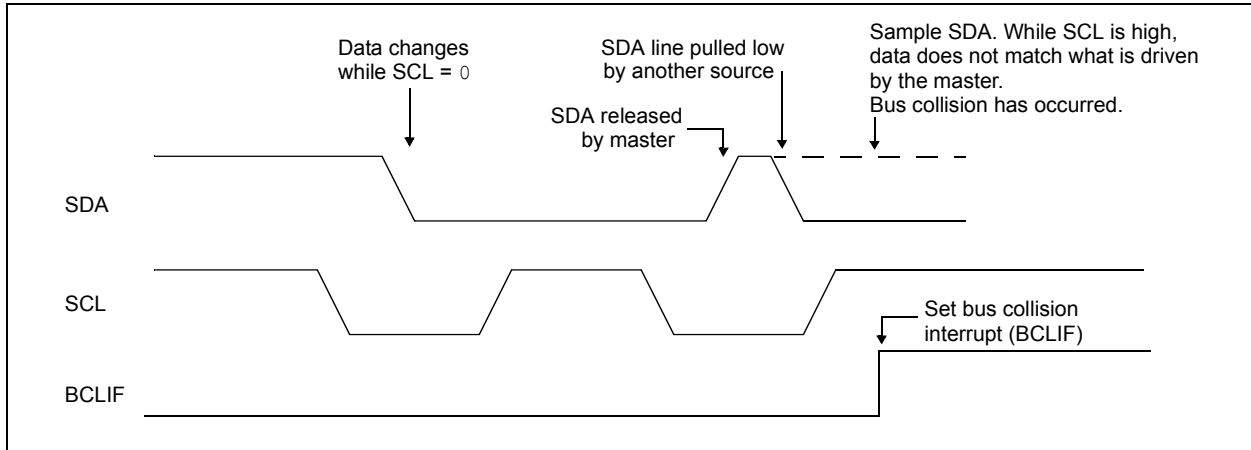 Data changes
while SCL = 0
SDA line pulled low
by another source
SDA released
by master
Sample SDA. While SCL is high,
data does not match what is driven
by the master.
Bus collision has occurred.
SDA
SCL
Set bus collision
interrupt (BCLIF)
BCLIF